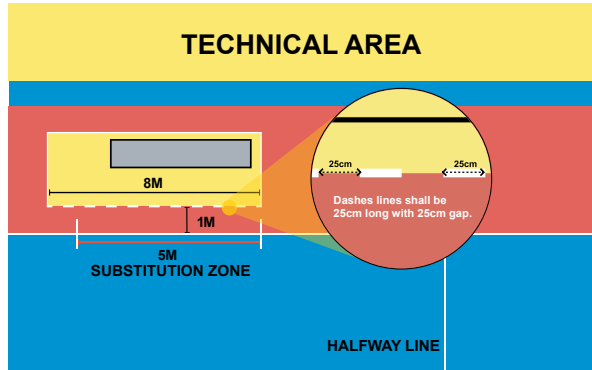 TECHNICAL AREA
25cm
25cm
8M
Dashes lines shall be
25cm long with 25cm gap.
1M
5M
SUBSTITUTION ZONE
HALFWAY LINE